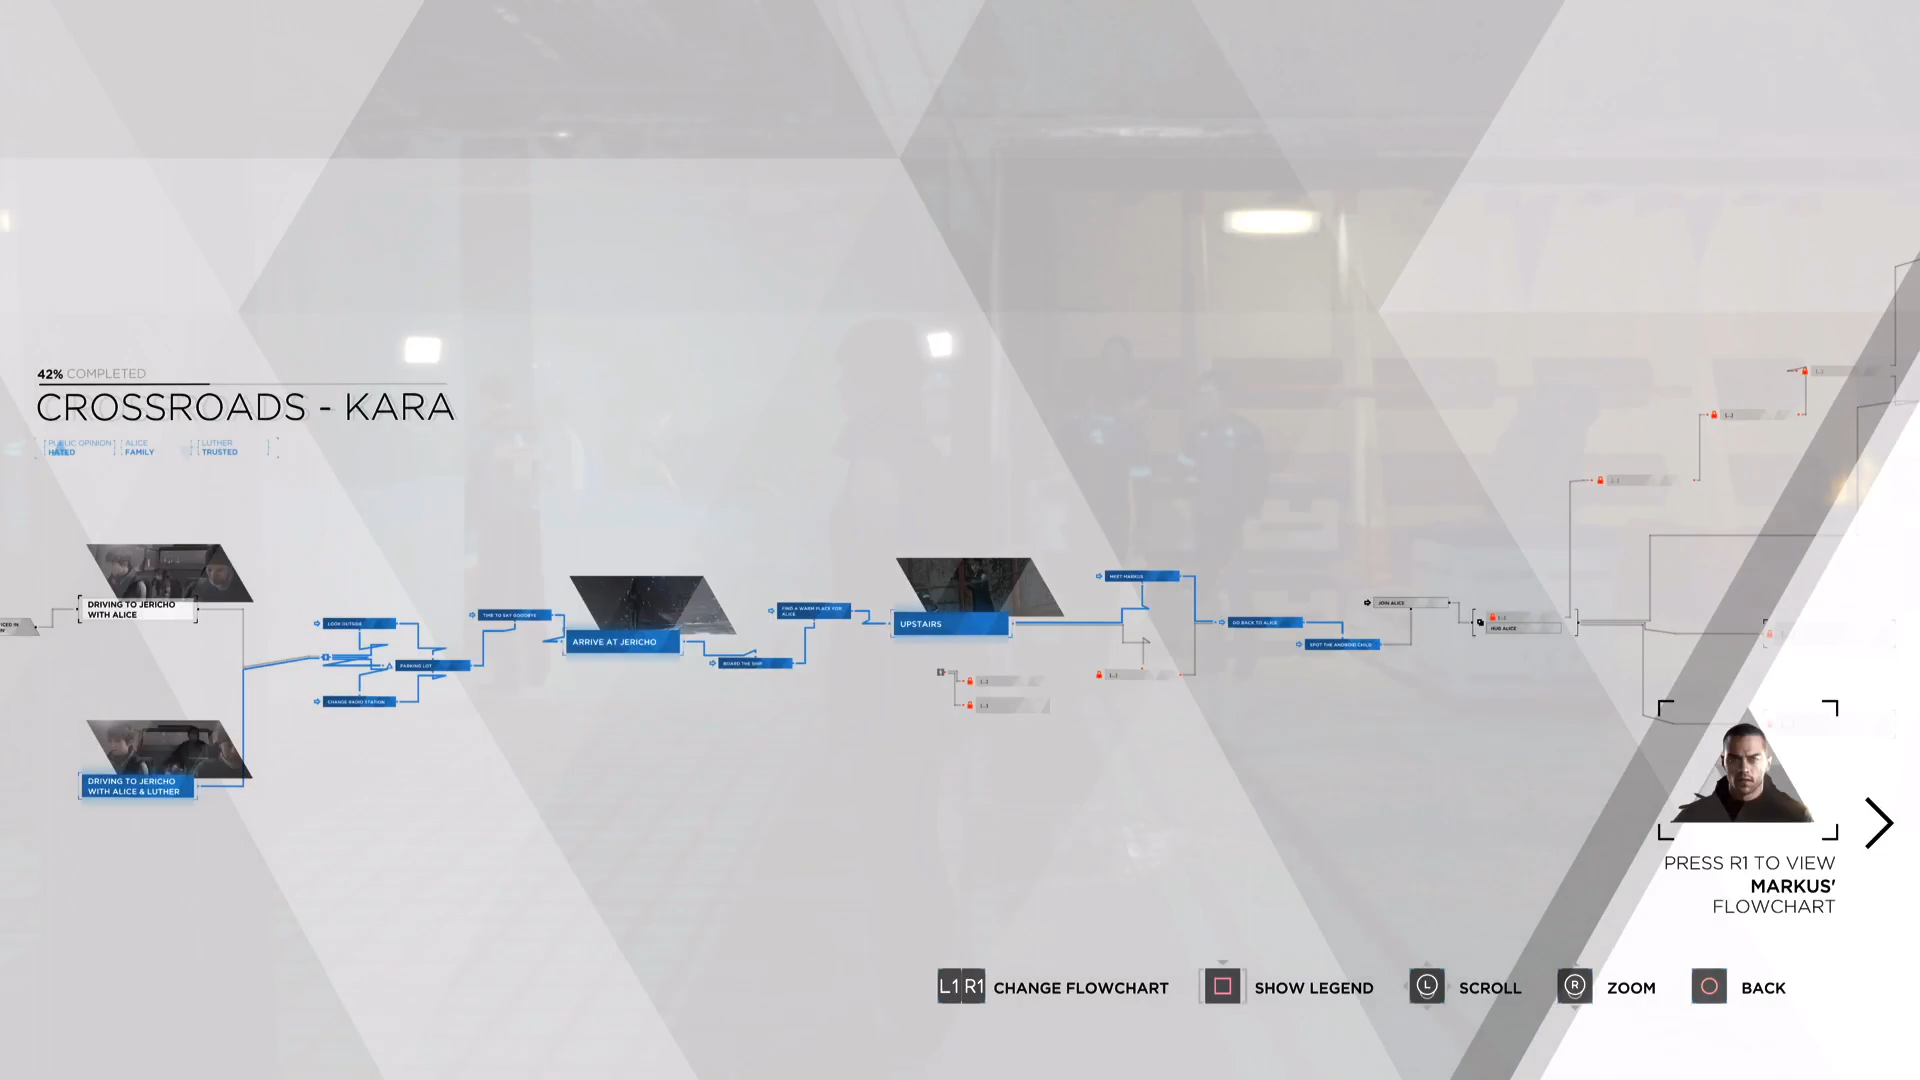 42% COMPLETED
CROSSROADS - KARA
PUBLIC OPINION
HATED
ALICE
FAMILY
LUTHER
TRUSTED
DRIVING TO JERICHO
WITH ALICE
DRIVING TO JERICHO
WITH ALICE & LUTHER
LOOK OUTSIDE
PARKING LOT
CHANGE RADIO STATION
TIME TO SAY GOODBYE
ARRIVE AT JERICHO
BOARD THE SHIP
FIND A WARM PLACE FOR
ALICE
UPSTAIRS
[...]
[...]
MEET MARKUS
[...]
GO BACK TO ALICE
SPOT THE ANDROID CHILD
JOIN ALICE
[...]
HUG ALICE
[...]
[...]
[...]
PRESS R1 TO VIEW
MARKUS'
FLOWCHART
L1 R1 CHANGE FLOWCHART
SHOW LEGEND
L SCROLL
R ZOOM
BACK